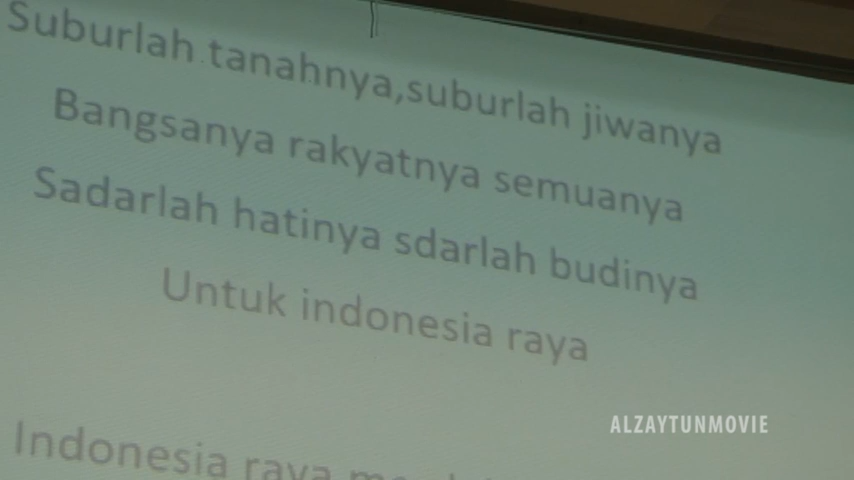 Suburlah tanahnya,suburlah jiwanya
Bangsanya rakyatnya semuanya
Sadarlah hatinya sdarlah budinya
Untuk indonesia raya
Indonesia raya
ALZAYTUNMOVIE